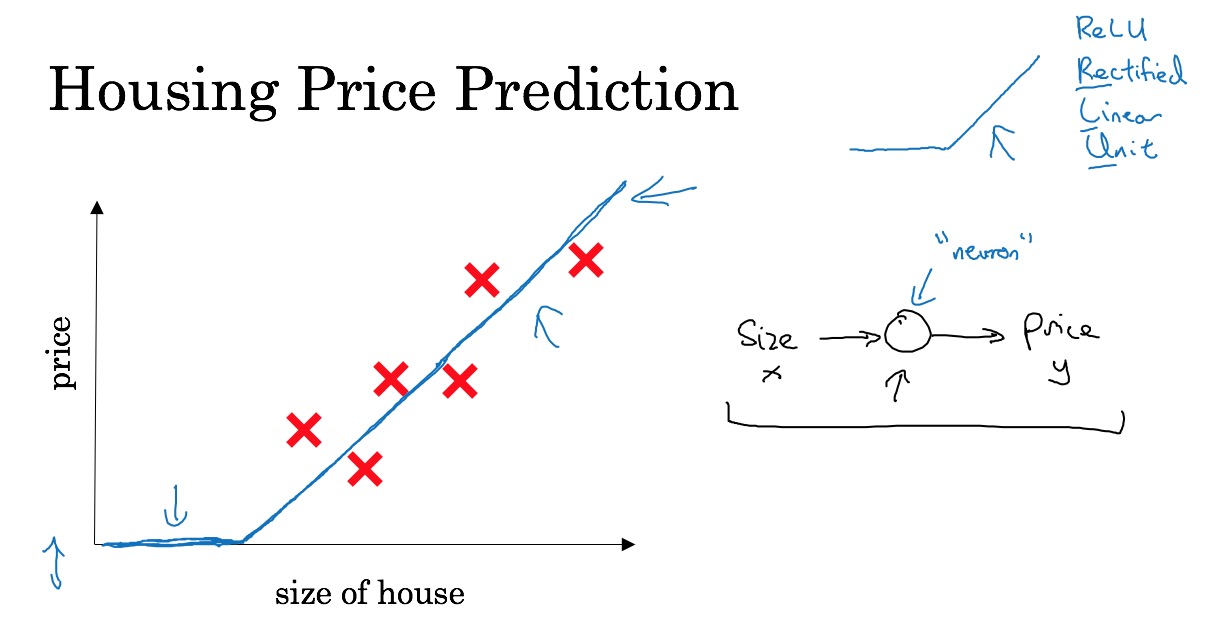 Housing Price Prediction
ReLU
Rectified
Linear
Unit
price
size of house
"neuron"
Size
x
Price
y